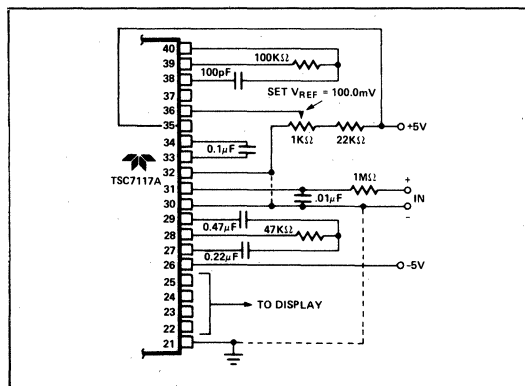 40
39
100KΩ
38
100pF
37
36
SET VREF = 100.0mV
35
+5V
1KΩ
22KΩ
34
0.1µF
33
32
TSC7117A
31
1MΩ
+
.01µF
IN
30
-
29
0.47µF
28
47KΩ
27
0.22µF
26
-5V
25
24
TO DISPLAY
23
22
21